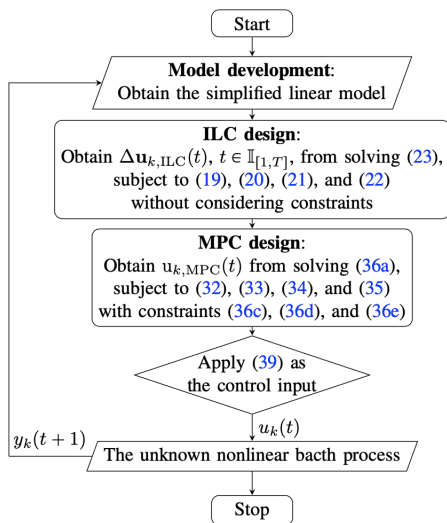 Start
Model development:
Obtain the simplified linear model
ILC design:
Obtain Δu_{k,ILC}(t), t ∈ 𝕀_{[1,T]}, from solving (23),
subject to (19), (20), (21), and (22)
without considering constraints
MPC design:
Obtain u_{k,MPC}(t) from solving (36a),
subject to (32), (33), (34), and (35)
with constraints (36c), (36d), and (36e)
Apply (39) as
the control input
u_k(t)
y_k(t+1)
The unknown nonlinear bacth process
Stop